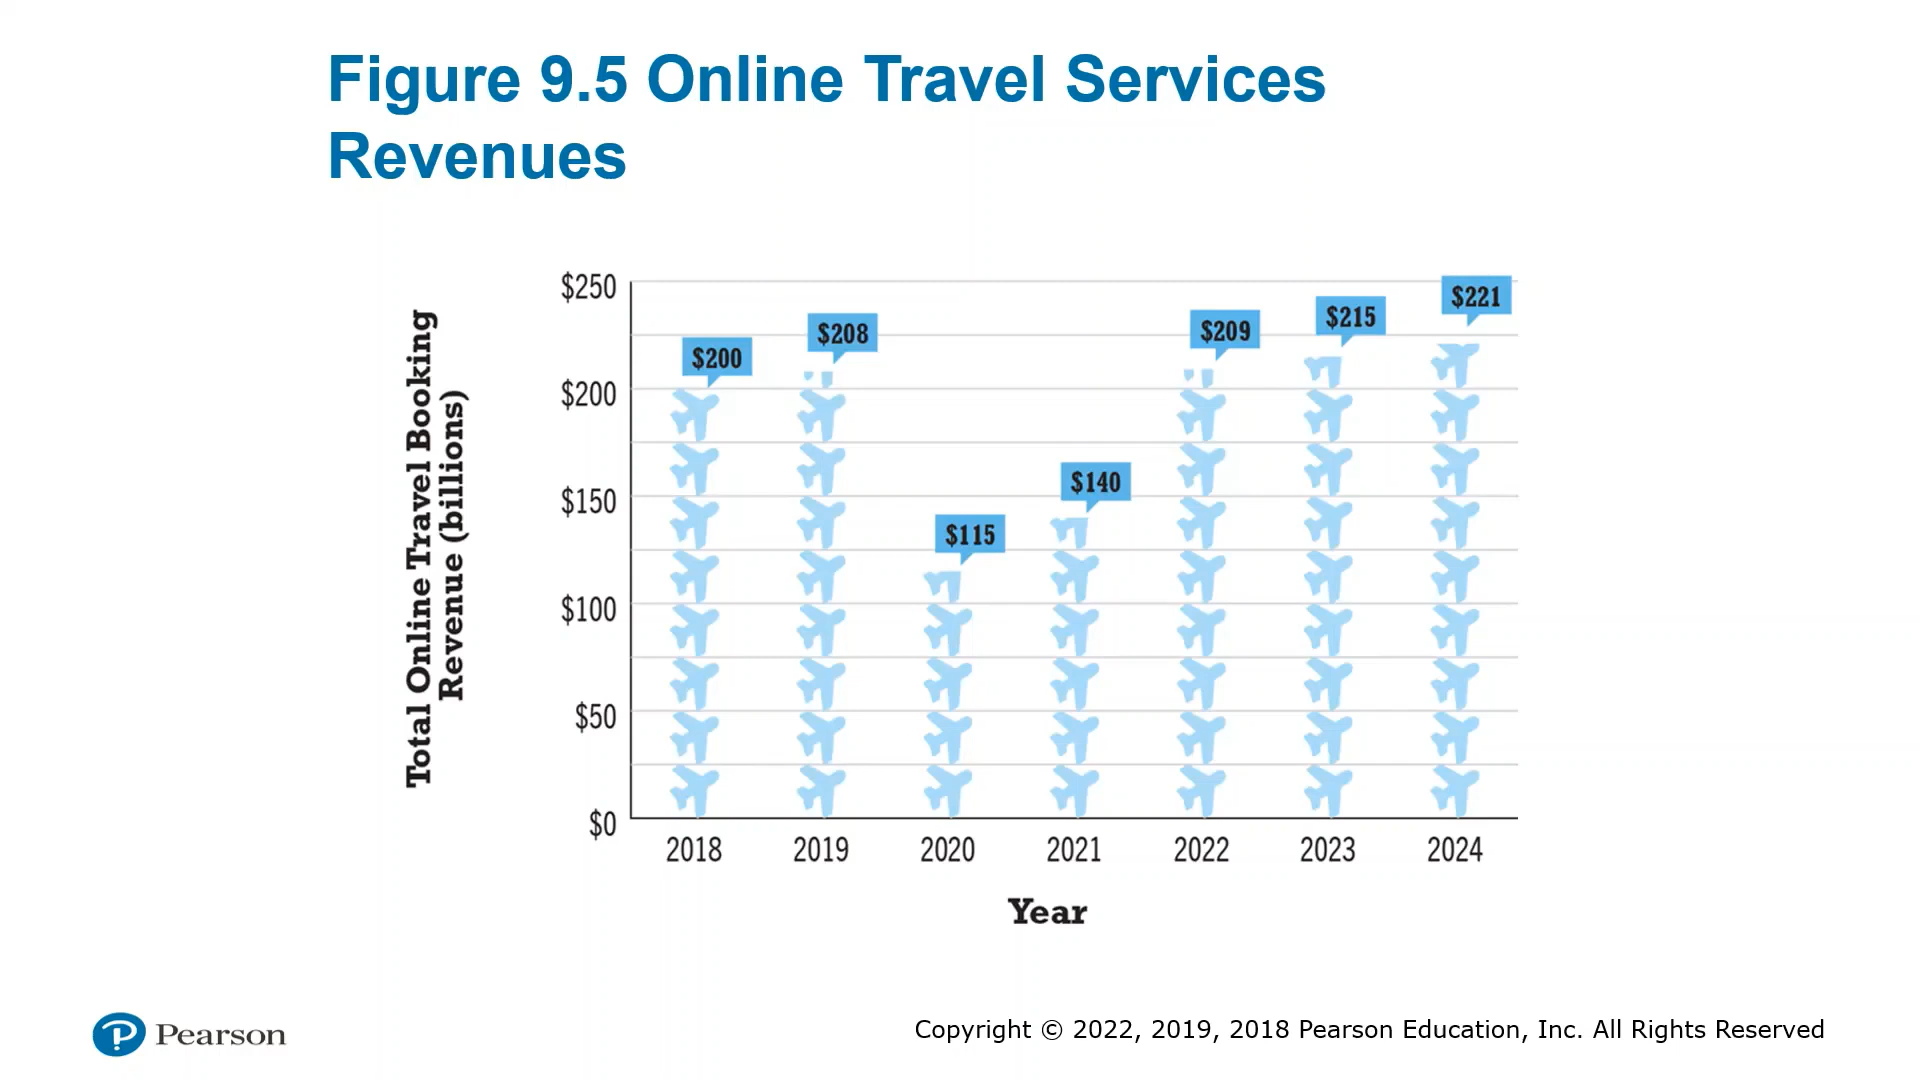 Figure 9.5 Online Travel Services
Revenues
Total Online Travel Booking
Revenue (billions)
$250
$200
$150
$100
$50
$0
$200
$208
$115
$140
$209
$215
$221
2018 2019 2020 2021 2022 2023 2024
Year
Pearson
Copyright © 2022, 2019, 2018 Pearson Education, Inc. All Rights Reserved